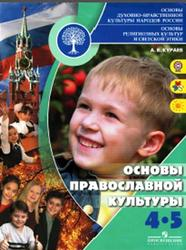 ОСНОВЫ
ДУХОВНО-НРАВСТВЕННОЙ
КУЛЬТУРЫ НАРОДОВ РОССИИ
ОСНОВЫ
РЕЛИГИОЗНЫХ КУЛЬТУР
И СВЕТСКОЙ ЭТИКИ
А. В. КУРАЕВ
ОСНОВЫ
ПРАВОСЛАВНОЙ
КУЛЬТУРЫ
4•5
ПРОСВЕЩЕНИЕ